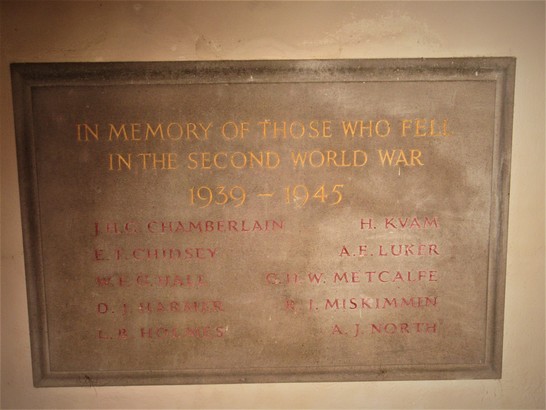 IN MEMORY OF THOSE WHO FELL
IN THE SECOND WORLD WAR
1939 – 1945
J.H.G. CHAMBERLAIN H. KVAM
E. F. CHIDSEY A. E. LUKER
HALL G.H.W. METCALFE
D. J. HARMER MISKIMMIN
L. R. HOLMES A. J. NORTH